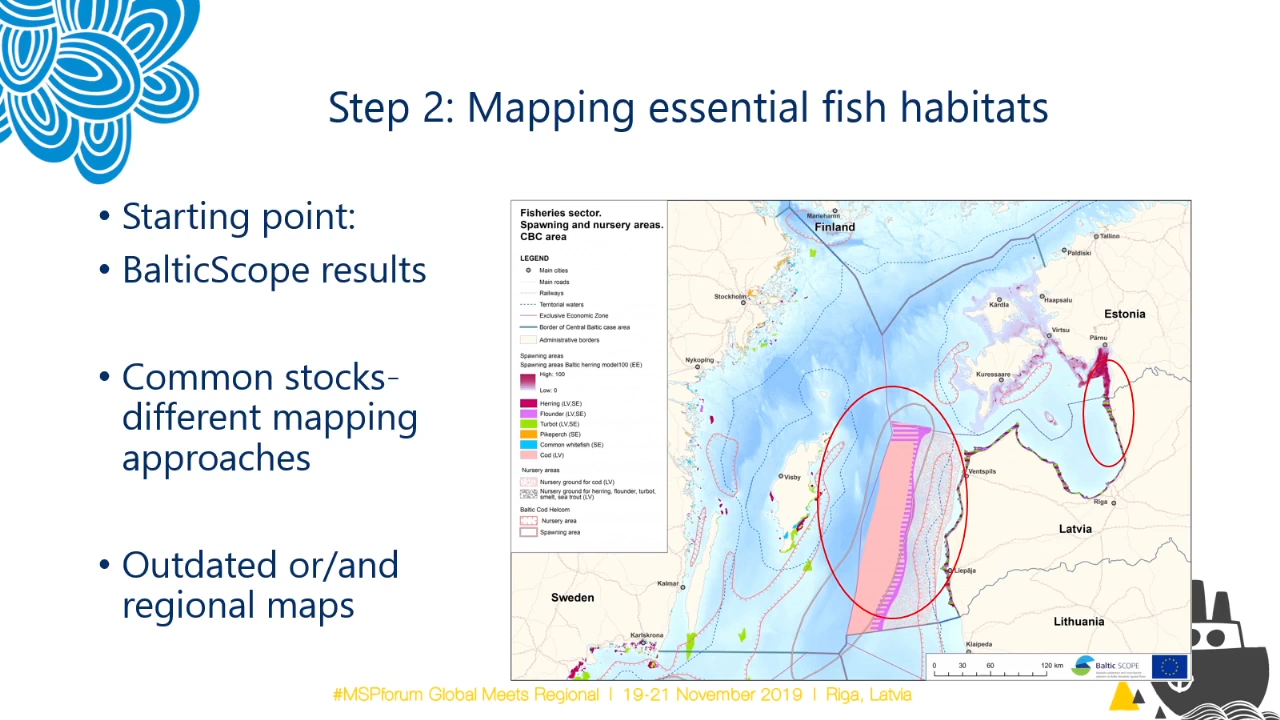 Step 2: Mapping essential fish habitats
• Starting point:
• BalticScope results
• Common stocks-
different mapping
approaches
• Outdated or/and
regional maps
Fisheries sector.
Spawning and nursery areas.
CBC area
LEGEND
Main cities
Main roads
Railways
Territorial waters
Exclusive Economic Zone
Border of Central Baltic case area
Administrative borders
Spawning areas
Spawning areas Baltic herring model100 (EE)
High: 100
Low: 0
Herring (LV,SE)
Flounder (LV,SE)
Turbot (LV,SE)
Pikeperch (SE)
Common whitefish (SE)
Cod (LV)
Nursery areas
Nursery ground for cod (LV)
Nursery ground for herring, flounder, turbot,
smelt, sea trout (LV)
Baltic Cod Helcom
Nursery area
Spawning area
Mariehamn
Finland
Tallinn
Paldiski
Stockholm
Kärdla
Haapsalu
Estonia
Virtsu
Pärnu
Nyköping
Kuressaare
Visby
Ventspils
Riga
Latvia
Liepāja
Kalmar
Sweden
Lithuania
Karlskrona
Klaipeda
0 30 60 120 km
Baltic SCOPE
#MSPforum Global Meets Regional | 19-21 November 2019 | Riga, Latvia